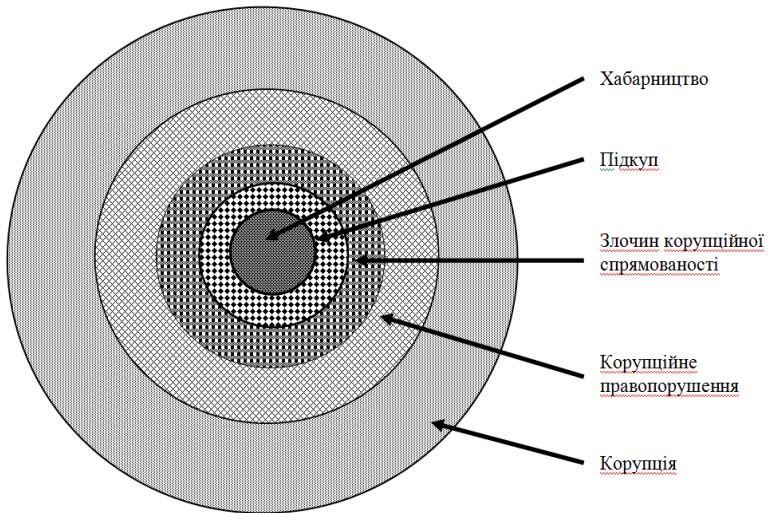 Хабарництво
Підкуп
Злочин корупційної
спрямованості
Корупційне
правопорушення
Корупція